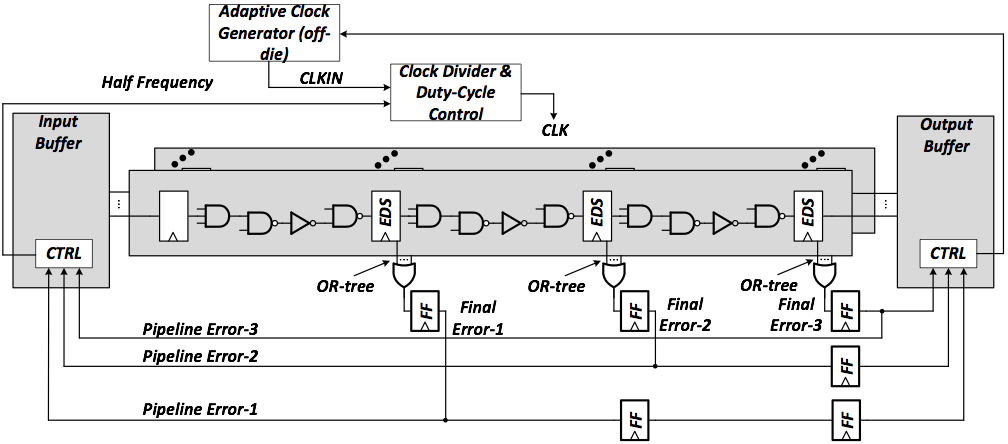 Adaptive Clock
Generator (off-
die)
Half Frequency
CLKIN
Clock Divider &
Duty-Cycle
Control
CLK
Input
Buffer
Output
Buffer
EDS
EDS
EDS
CTRL
CTRL
OR-tree
OR-tree
OR-tree
FF
Final
Error-1
FF
Final
Error-2
Final
Error-3
FF
Pipeline Error-3
Pipeline Error-2
FF
Pipeline Error-1
FF
FF